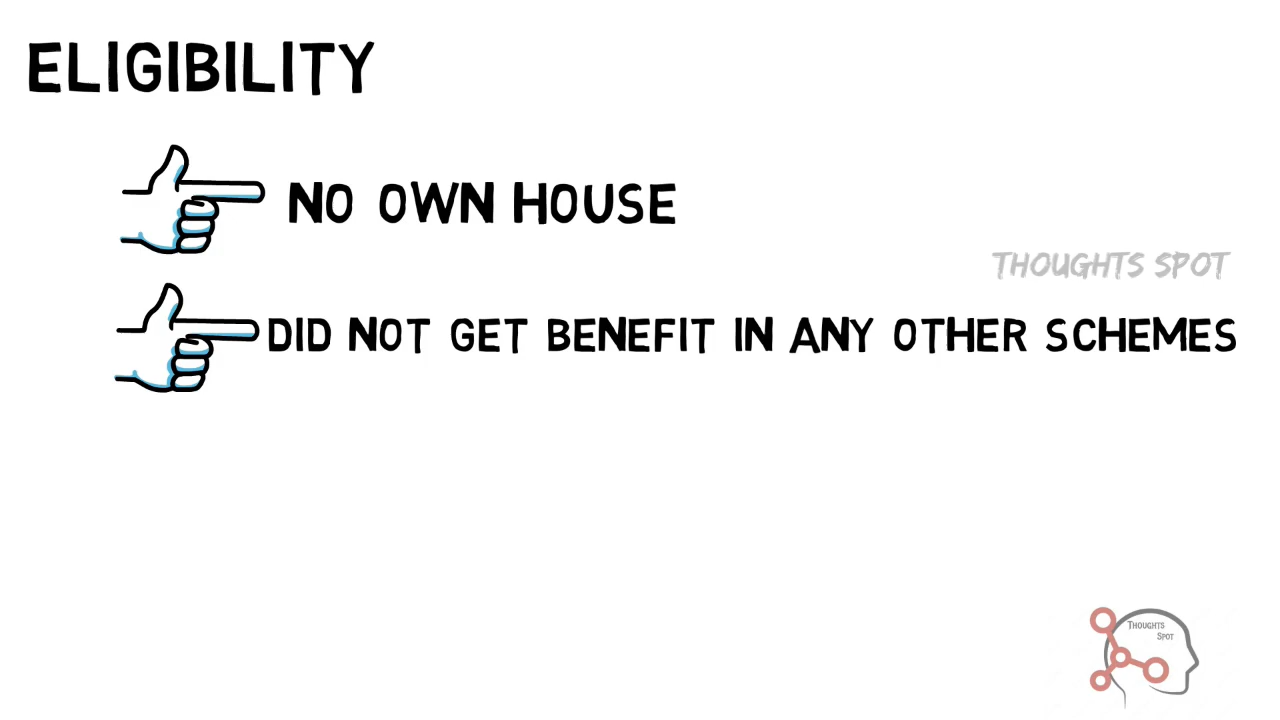 ELIGIBILITY
NO OWN HOUSE
THOUGHTS SPOT
DID NOT GET BENEFIT IN ANY OTHER SCHEMES
THOUGHTS
SPOT